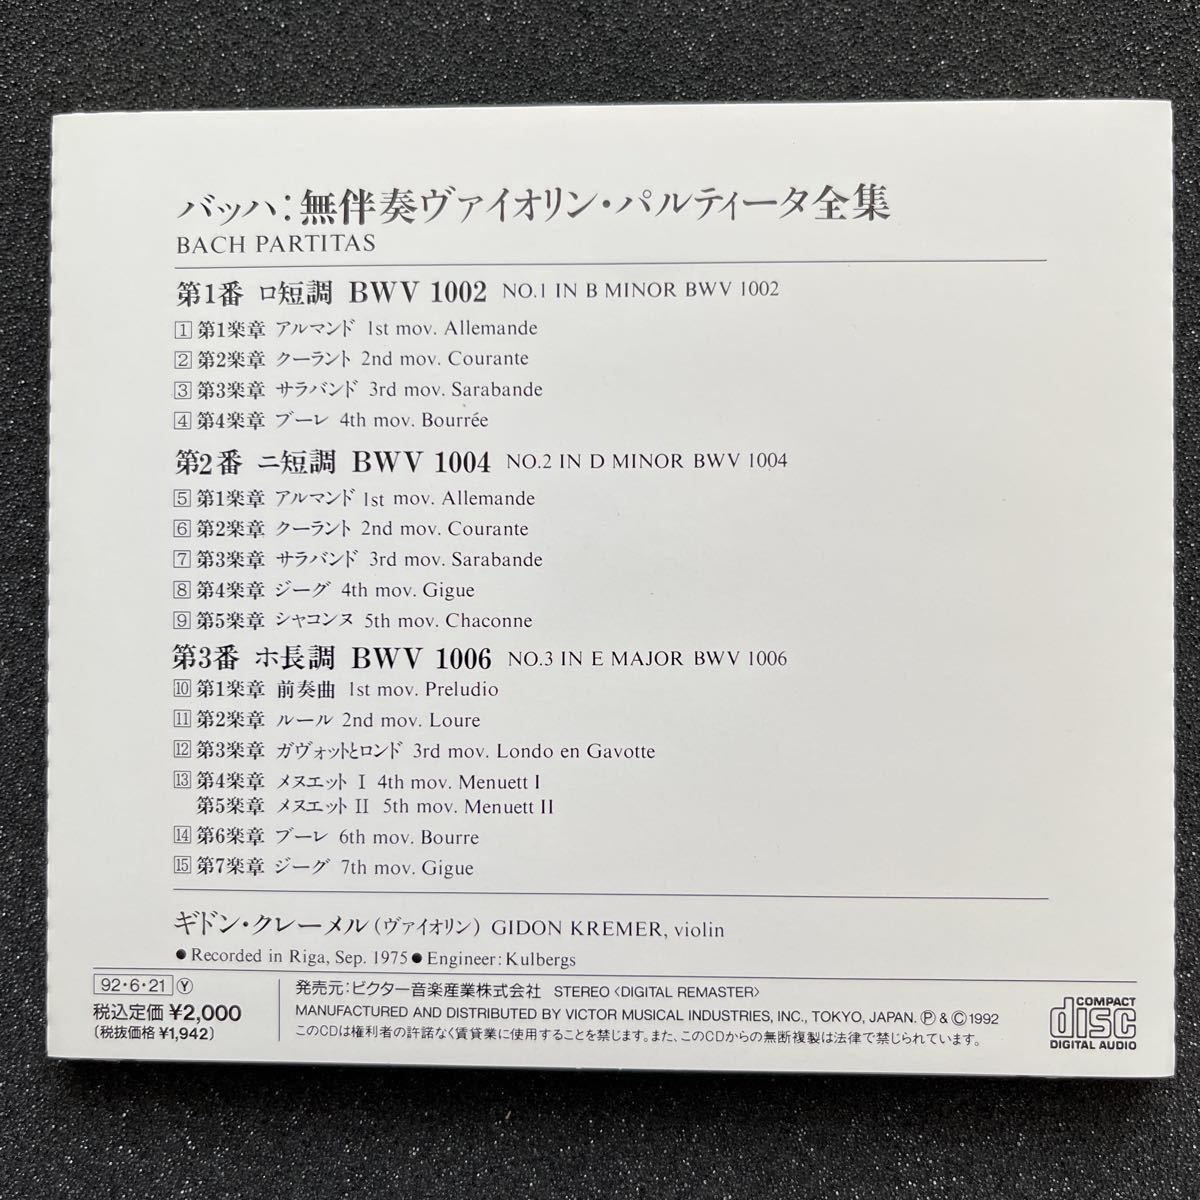 バッハ:無伴奏ヴァイオリン・パルティータ全集
BACH PARTITAS
第1番 ロ短調 BWV 1002 NO.1 IN B MINOR BWV 1002
1 第1楽章 アルマンド 1st mov. Allemande
2 第2楽章 クーラント 2nd mov. Courante
3 第3楽章 サラバンド 3rd mov. Sarabande
4 第4楽章 ブーレ 4th mov. Bourrée
第2番 ニ短調 BWV 1004 NO.2 IN D MINOR BWV 1004
5 第1楽章 アルマンド 1st mov. Allemande
6 第2楽章 クーラント 2nd mov. Courante
7 第3楽章 サラバンド 3rd mov. Sarabande
8 第4楽章 ジーグ 4th mov. Gigue
9 第5楽章 シャコンヌ 5th mov. Chaconne
第3番 ホ長調 BWV 1006 NO.3 IN E MAJOR BWV 1006
10 第1楽章 前奏曲 1st mov. Preludio
11 第2楽章 ルール 2nd mov. Loure
12 第3楽章 ガヴォットとロンド 3rd mov. Londo en Gavotte
13 第4楽章 メヌエット I 4th mov. Menuett I
第5楽章 メヌエット II 5th mov. Menuett II
14 第6楽章 ブーレ 6th mov. Bourre
15 第7楽章 ジーグ 7th mov. Gigue
ギドン・クレーメル(ヴァイオリン) GIDON KREMER, violin
●Recorded in Riga, Sep. 1975●Engineer:Kulbergs
92・6・21 Ⓨ
税込定価 ¥2,000
〔税抜価格 ¥1,942〕
発売元:ビクター音楽産業株式会社 STEREO〈DIGITAL REMASTER〉
MANUFACTURED AND DISTRIBUTED BY VICTOR MUSICAL INDUSTRIES, INC., TOKYO, JAPAN. Ⓟ & Ⓒ 1992
このCDは権利者の許諾なく賃貸業に使用することを禁じます。また、このCDからの無断複製は法律で禁じられています。
COMPACT
disc
DIGITAL AUDIO